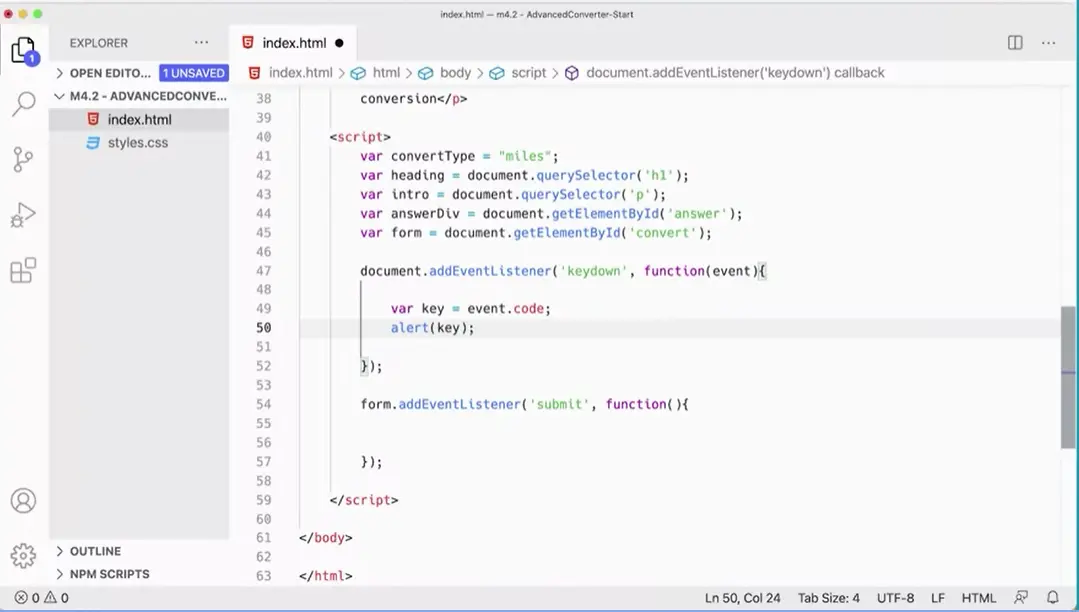 index.html — m4.2 - AdvancedConverter-Start
EXPLORER
index.html
OPEN EDITO... 1 UNSAVED
index.html > html > body > script > document.addEventListener('keydown') callback
M4.2 - ADVANCEDCONVE...
index.html
styles.css
1
38 conversion</p>
39
40 <script>
41 var convertType = "miles";
42 var heading = document.querySelector('h1');
43 var intro = document.querySelector('p');
44 var answerDiv = document.getElementById('answer');
45 var form = document.getElementById('convert');
46
47 document.addEventListener('keydown', function(event){
48
49 var key = event.code;
50 alert(key);
51
52 });
53
54 form.addEventListener('submit', function(){
55
56
57 });
58
59 </script>
60
61 </body>
62
63 </html>
OUTLINE
NPM SCRIPTS
0 0
Ln 50, Col 24 Tab Size: 4 UTF-8 LF HTML